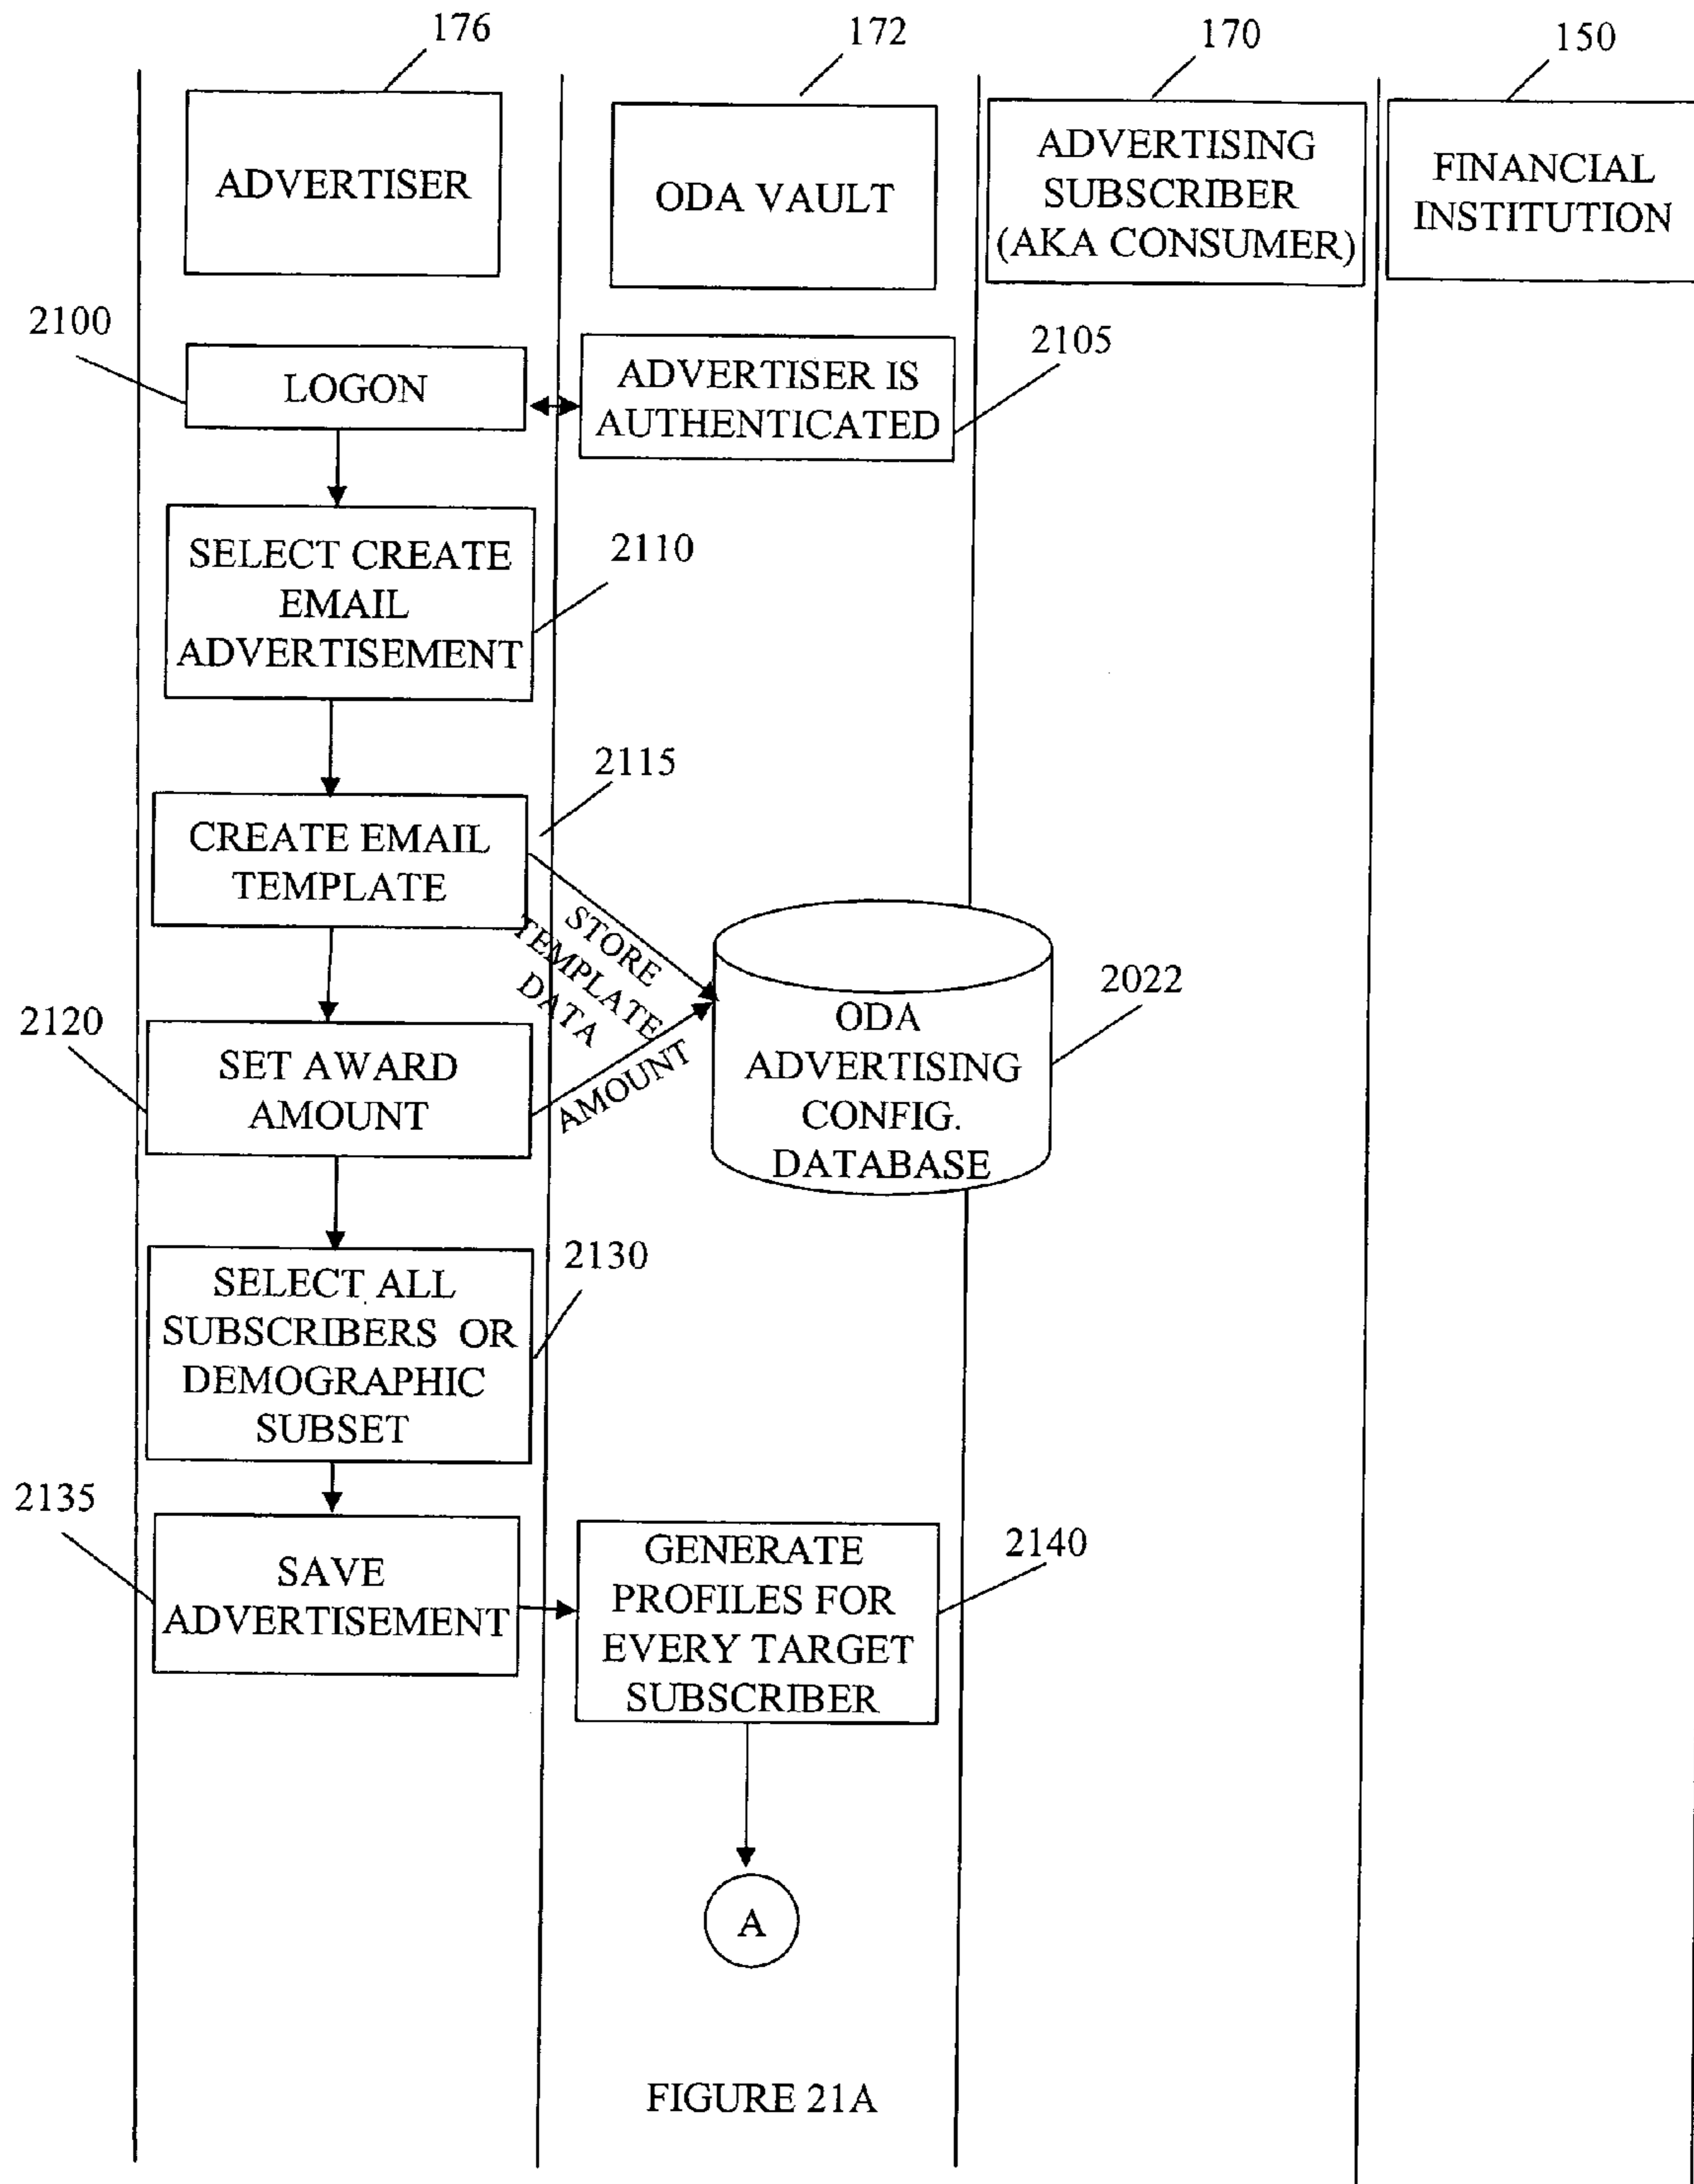 176
172
170
150
ADVERTISER
ODA VAULT
ADVERTISING
SUBSCRIBER
(AKA CONSUMER)
FINANCIAL
INSTITUTION
2100
LOGON
ADVERTISER IS
AUTHENTICATED
2105
SELECT CREATE
EMAIL
ADVERTISEMENT
2110
2115
CREATE EMAIL
TEMPLATE
STORE
TEMPLATE
DATA
2120
SET AWARD
AMOUNT
AMOUNT
ODA
ADVERTISING
CONFIG.
DATABASE
2022
SELECT ALL
SUBSCRIBERS OR
DEMOGRAPHIC
SUBSET
2130
2135
SAVE
ADVERTISEMENT
GENERATE
PROFILES FOR
EVERY TARGET
SUBSCRIBER
2140
A
FIGURE 21A